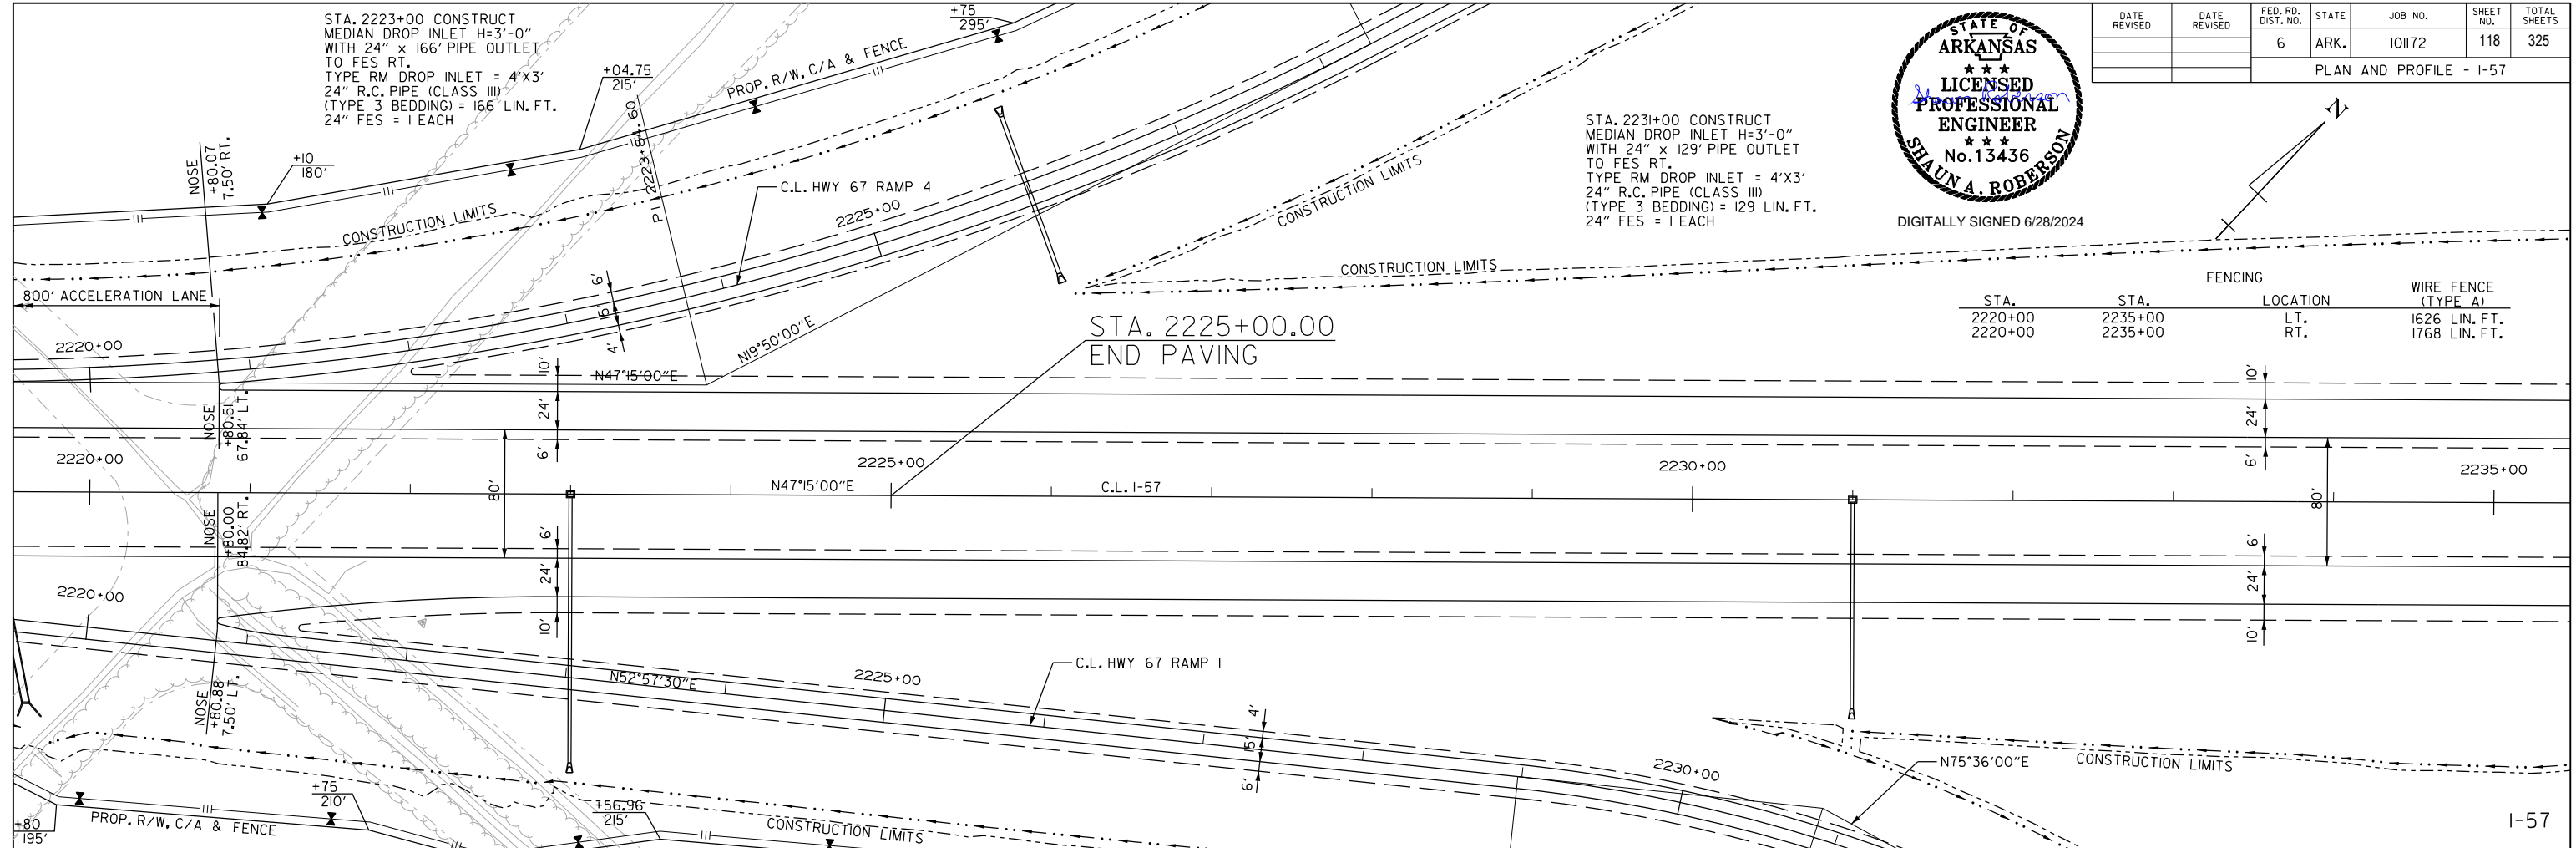 STA. 2223+00 CONSTRUCT
MEDIAN DROP INLET H=3'-0"
WITH 24" x 166' PIPE OUTLET
TO FES RT.
TYPE RM DROP INLET = 4'X3'
24" R.C. PIPE (CLASS III)
(TYPE 3 BEDDING) = 166 LIN. FT.
24" FES = 1 EACH
+75
295'
+04.75
215'
PROP. R/W, C/A & FENCE
+10
180'
NOSE
+80.07
7.50' RT.
CONSTRUCTION LIMITS
PI 2223+84.60
C.L. HWY 67 RAMP 4
2225+00
CONSTRUCTION LIMITS
STA. 2231+00 CONSTRUCT
MEDIAN DROP INLET H=3'-0"
WITH 24" x 129' PIPE OUTLET
TO FES RT.
TYPE RM DROP INLET = 4'X3'
24" R.C. PIPE (CLASS III)
(TYPE 3 BEDDING) = 129 LIN. FT.
24" FES = 1 EACH
STATE OF
ARKANSAS
LICENSED
PROFESSIONAL
ENGINEER
No. 13436
SHAUN A. ROBERSON
Shaun Roberson
DIGITALLY SIGNED 6/28/2024
DATE REVISED DATE REVISED FED. RD. DIST. NO. STATE JOB NO. SHEET NO. TOTAL SHEETS
6 ARK. 101172 118 325
PLAN AND PROFILE - I-57
N
800' ACCELERATION LANE
CONSTRUCTION LIMITS
FENCING
STA. STA. LOCATION WIRE FENCE (TYPE A)
2220+00 2235+00 LT. 1626 LIN. FT.
2220+00 2235+00 RT. 1768 LIN. FT.
6'
15'
4'
N19°50'00"E
STA. 2225+00.00
END PAVING
2220+00
N47°15'00"E
10'
24'
6'
10'
24'
6'
NOSE
+80.51
67.84' LT.
2220+00
2225+00
2230+00
2235+00
80'
N47°15'00"E
C.L. I-57
80'
NOSE
+80.00
84.82' RT.
6'
24'
10'
6'
24'
10'
2220+00
NOSE
+80.88
7.50' LT.
N52°57'30"E
2225+00
C.L. HWY 67 RAMP 1
4'
15'
6'
2230+00
N75°36'00"E
CONSTRUCTION LIMITS
+80
195'
PROP. R/W, C/A & FENCE
+75
210'
+56.96
215'
CONSTRUCTION LIMITS
I-57